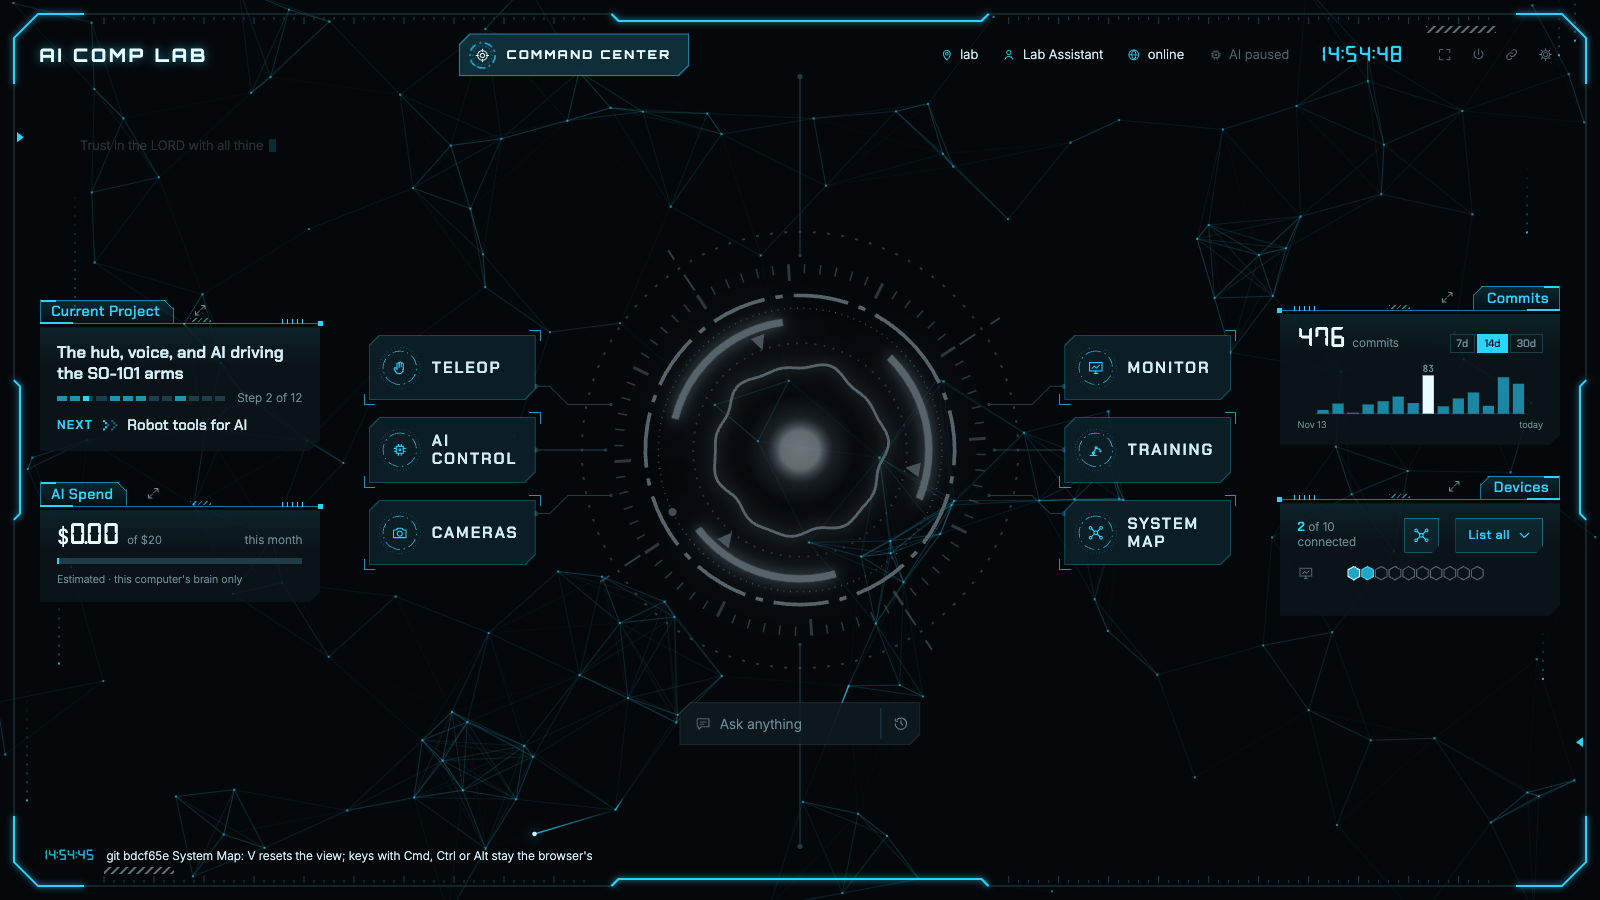 AI COMP LAB
COMMAND CENTER
lab
Lab Assistant
online
AI paused
14:54:48
Trust in the LORD with all thine
Current Project
The hub, voice, and AI driving
the SO-101 arms
Step 2 of 12
NEXT Robot tools for AI
AI Spend
$0.00 of $20 this month
Estimated · this computer's brain only
TELEOP
AI
CONTROL
CAMERAS
MONITOR
TRAINING
SYSTEM
MAP
Commits
476 commits
7d 14d 30d
83
Nov 13 today
Devices
2 of 10
connected
List all
Ask anything
14:54:45 git bdcf65e System Map: V resets the view; keys with Cmd, Ctrl or Alt stay the browser's